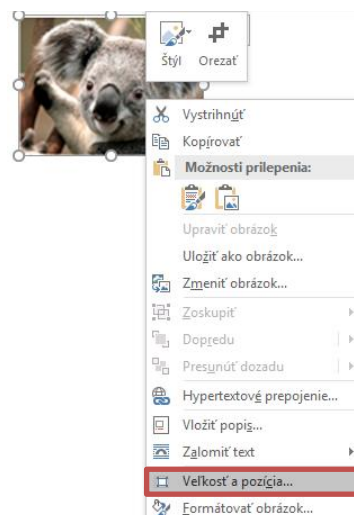 Štýl Orezať
Vystrihnúť
Kopírovať
Možnosti prilepenia:
Upraviť obrázok
Uložiť ako obrázok...
Zmeniť obrázok...
Zoskupiť
Dopredu
Presunúť dozadu
Hypertextové prepojenie...
Vložiť popis...
Zalomiť text
Veľkosť a pozícia...
Formátovať obrázok...